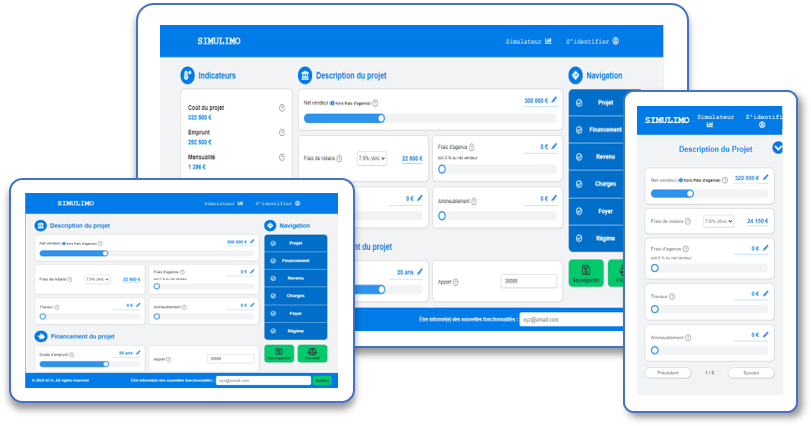 SIMULIMO
Simulateur
S'identifier
Indicateurs
Coût du projet
322 500 €
Emprunt
292 500 €
Mensualité
1 296 €
Description du projet
Net vendeur ( hors frais d'agence)
300 000 €
Frais de notaire
7.5% (Anc
22 500 €
Frais d'agence
0 €
soit 0 % du net vendeur
0 €
Ameublement
0 €
nt du projet
20 ans
Apport
30000
Navigation
Projet
Financement
Revenu
Charges
Foyer
Régime
Sauvegarder
Être informé(e) des nouvelles fonctionnalités :
xyz@email.com
SIMULIMO
Simulateur
S'identifier
Description du projet
Net vendeur ( hors frais d'agence)
300 000 €
Frais de notaire
7.5% (Anc
22 500 €
Frais d'agence
0 €
soit 0 % du net vendeur
Travaux
0 €
Ameublement
0 €
Financement du projet
Durée d'emprunt
20 ans
Apport
30000
Navigation
Projet
Financement
Revenu
Charges
Foyer
Régime
Sauvegarder
© 2020 ACV. All rights reserved
Être informé(e) des nouvelles fonctionnalités :
xyz@email.com
SIMULIMO
Simulateur
S'identifi
Description du Projet
Net vendeur ( hors frais d'agence)
322 000 €
Frais de notaire
7.5% (Anc
24 150 €
Frais d'agence
0 €
soit 0 % du net vendeur
Travaux
0 €
Ameublement
0 €
Précédent
1 / 6
Suivant